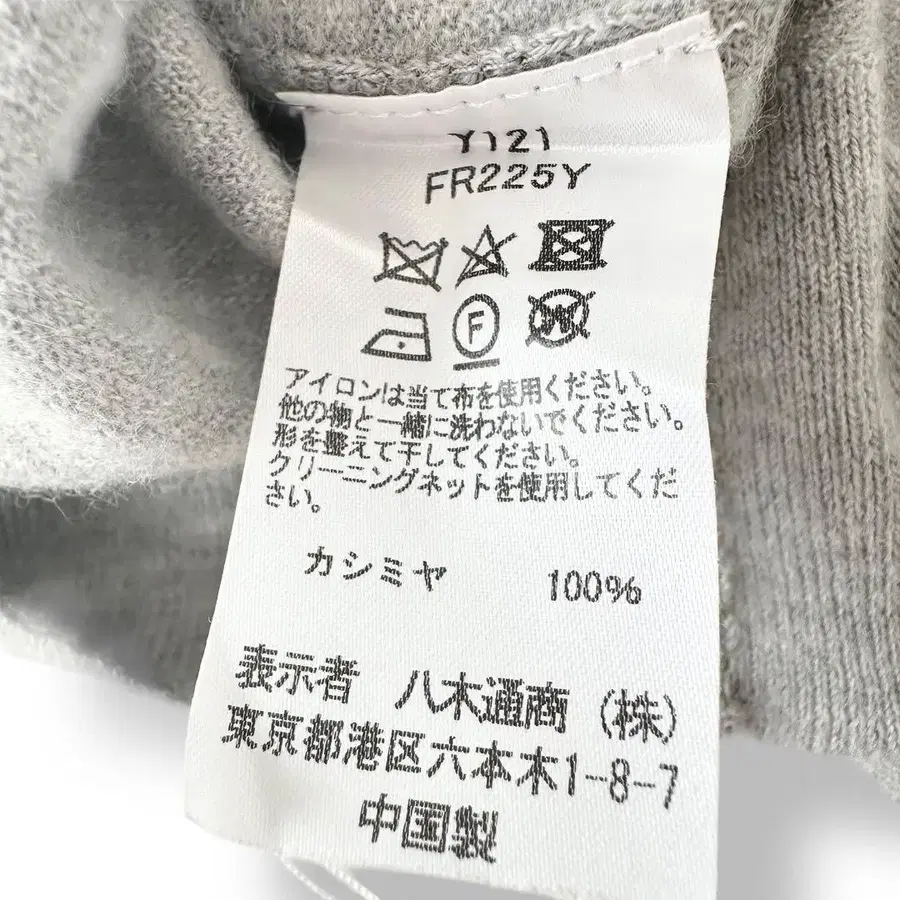 Y121
FR225Y
F
W
アイロンは当て布を使用ください。
他の物と一緒に洗わないでください。
形を整えて干してください。
クリーニングネットを使用してくだ
さい。
カシミヤ 100%
表示者 八木通商（株）
東京都港区六本木1-8-7
中国製